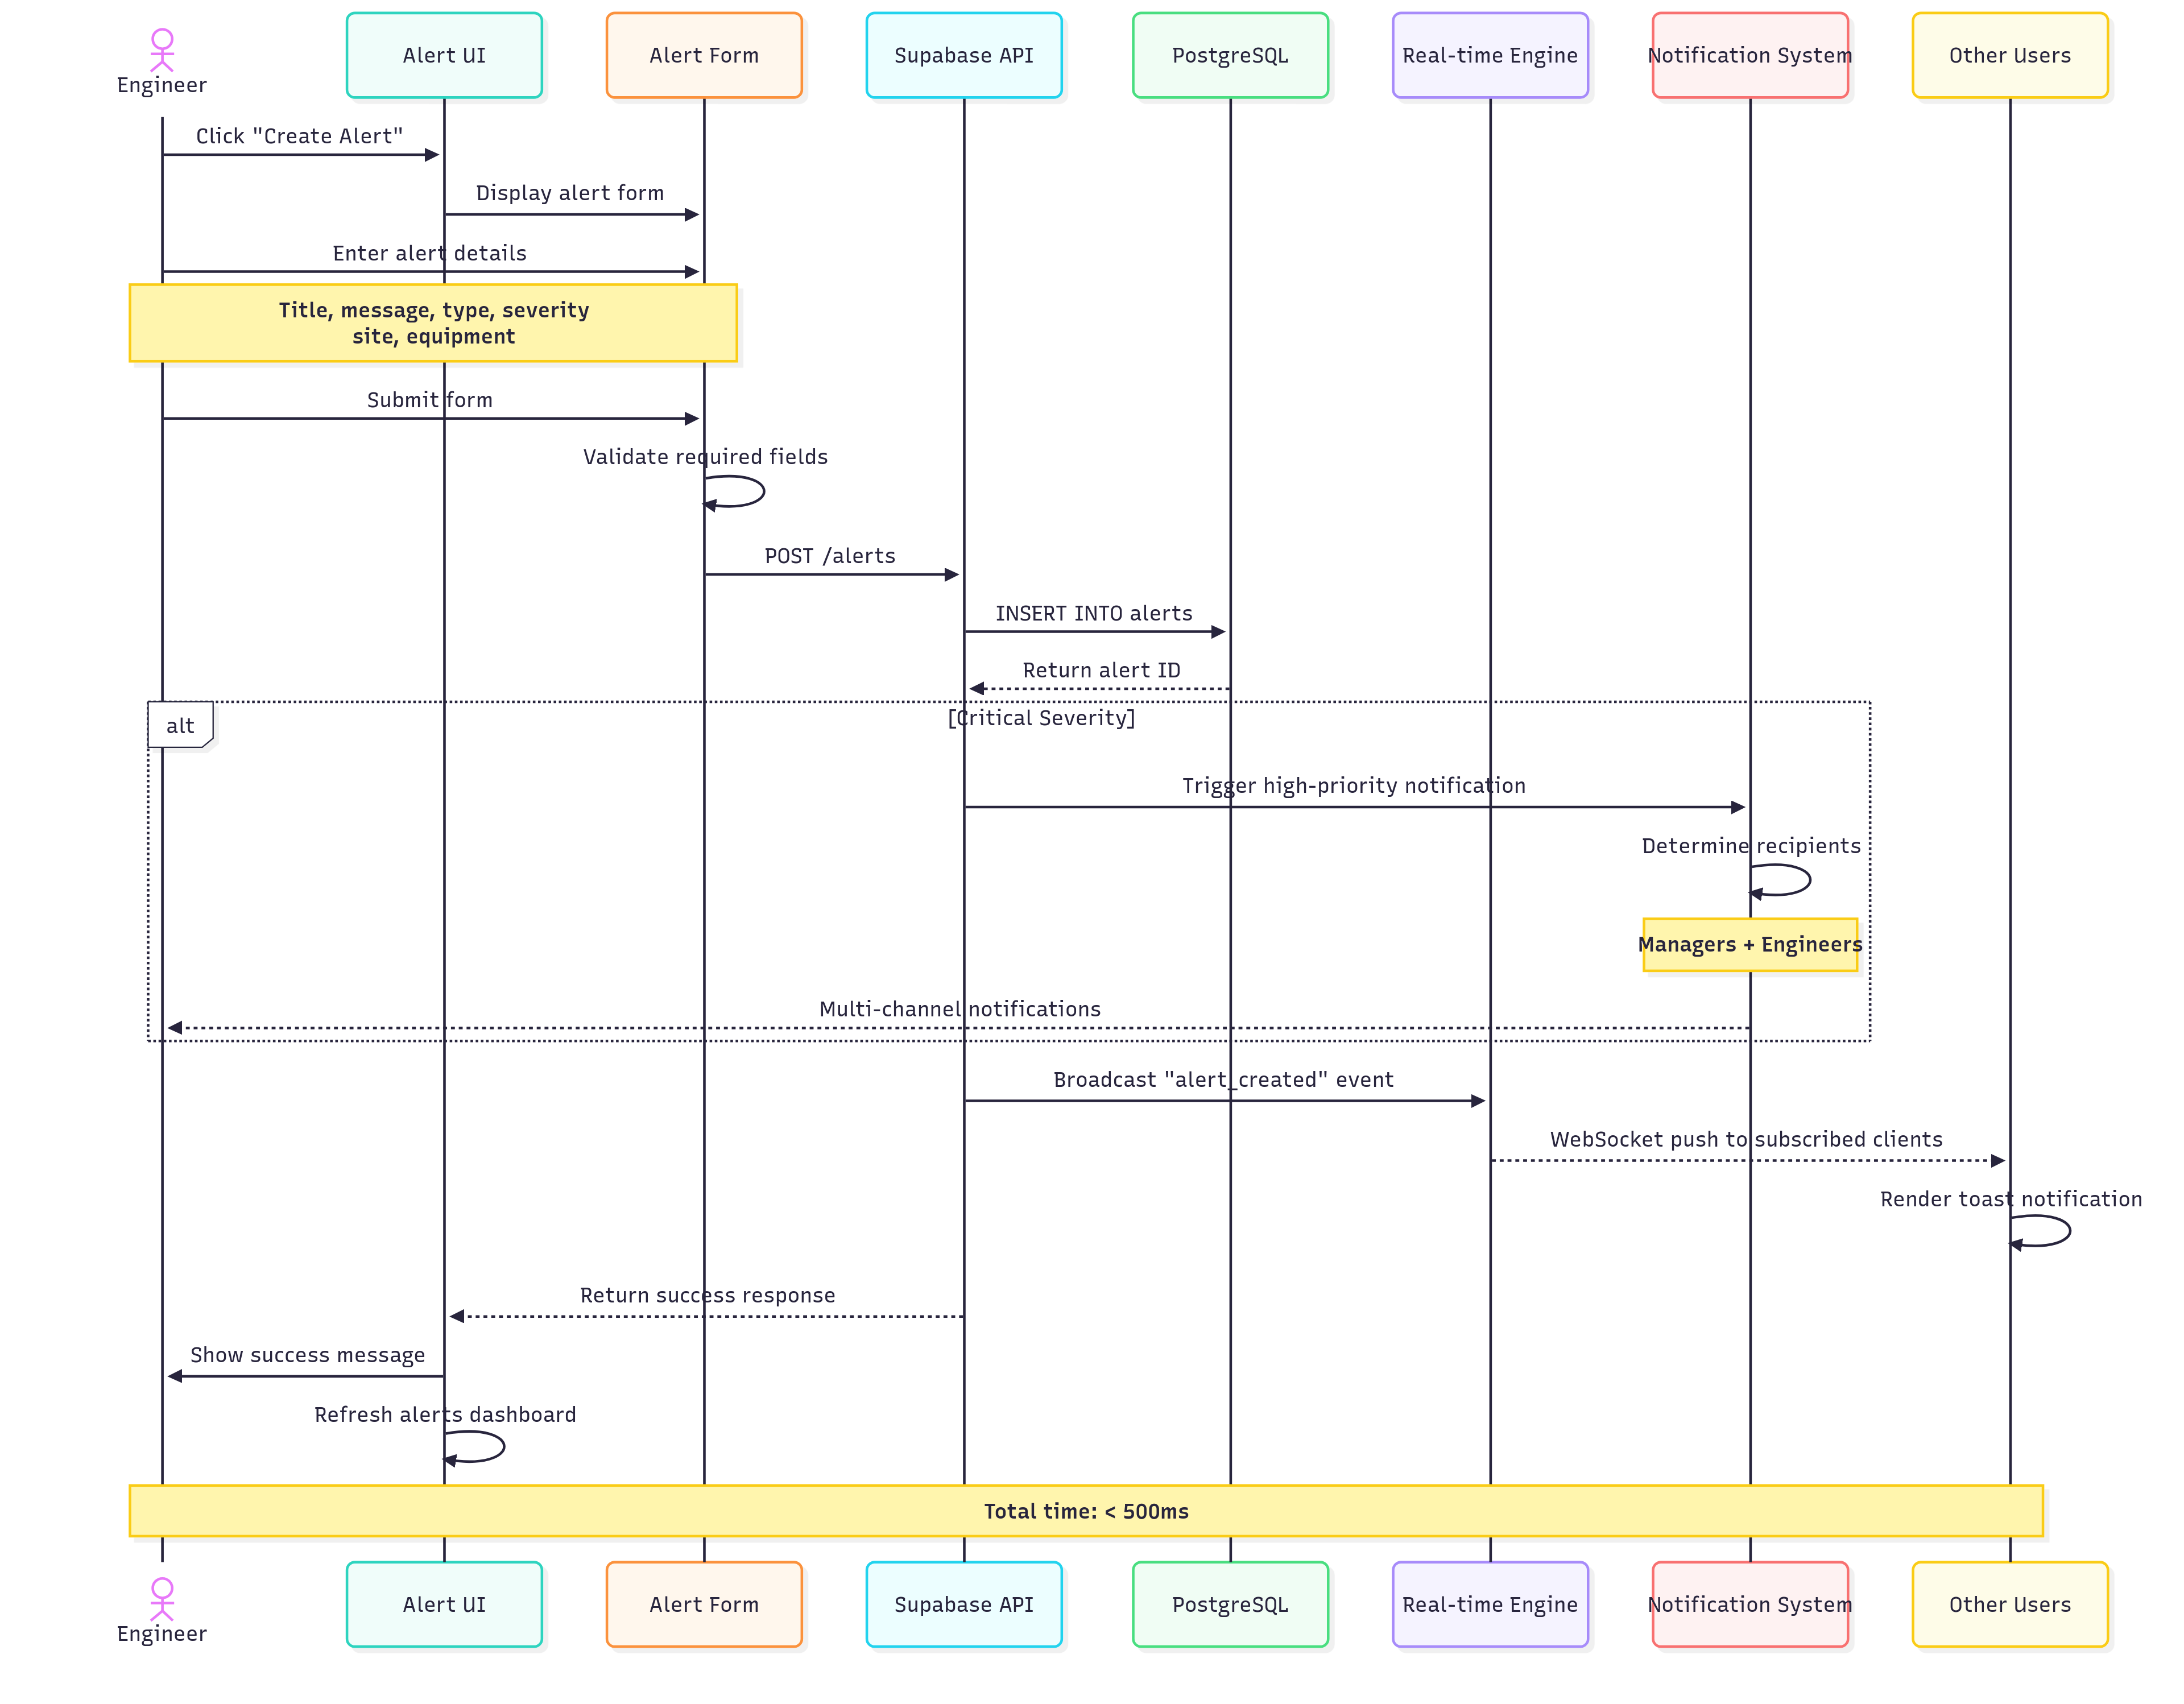 Engineer
Alert UI
Alert Form
Supabase API
PostgreSQL
Real-time Engine
Notification System
Other Users
Click "Create Alert"
Display alert form
Enter alert details
Title, message, type, severity
site, equipment
Submit form
Validate required fields
POST /alerts
INSERT INTO alerts
Return alert ID
alt
[Critical Severity]
Trigger high-priority notification
Determine recipients
Managers + Engineers
Multi-channel notifications
Broadcast "alert_created" event
WebSocket push to subscribed clients
Render toast notification
Return success response
Show success message
Refresh alerts dashboard
Total time: < 500ms
Engineer
Alert UI
Alert Form
Supabase API
PostgreSQL
Real-time Engine
Notification System
Other Users